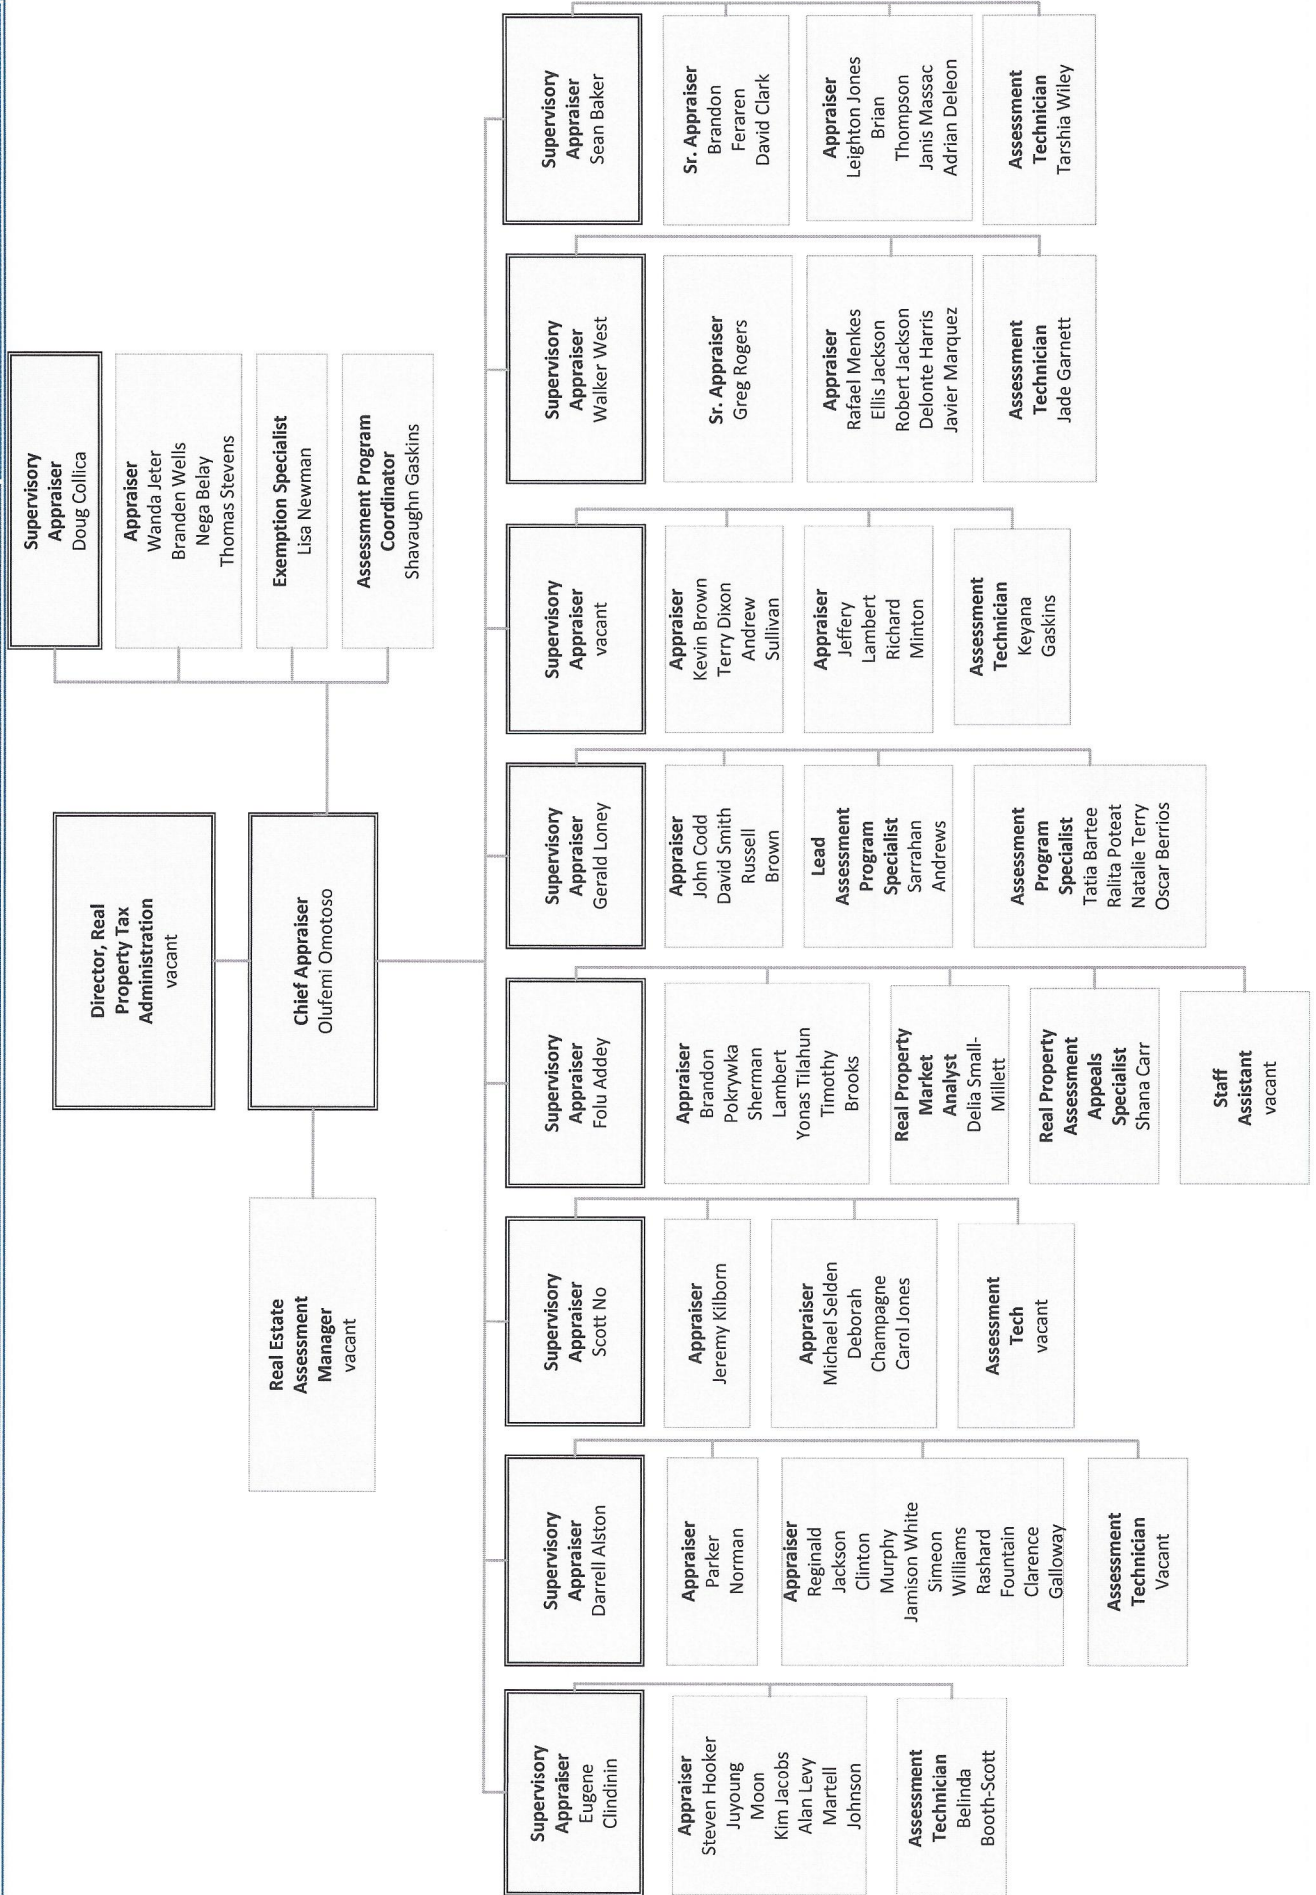 Director, Real
Property Tax
Administration
vacant
Chief Appraiser
Olufemi Omotoso
Real Estate
Assessment
Manager
vacant
Supervisory
Appraiser
Doug Collica
Appraiser
Wanda Jeter
Branden Wells
Nega Belay
Thomas Stevens
Exemption Specialist
Lisa Newman
Assessment Program
Coordinator
Shavaughn Gaskins
Supervisory
Appraiser
Eugene
Clindinin
Appraiser
Steven Hooker
Juyoung
Moon
Kim Jacobs
Alan Levy
Martell
Johnson
Assessment
Technician
Belinda
Booth-Scott
Supervisory
Appraiser
Darrell Alston
Appraiser
Parker
Norman
Appraiser
Reginald
Jackson
Clinton
Murphy
Jamison White
Simeon
Williams
Rashard
Fountain
Clarence
Galloway
Assessment
Technician
Vacant
Supervisory
Appraiser
Scott No
Appraiser
Jeremy Kilborn
Appraiser
Michael Selden
Deborah
Champagne
Carol Jones
Assessment
Tech
vacant
Supervisory
Appraiser
Folu Addey
Appraiser
Brandon
Pokrywka
Sherman
Lambert
Yonas Tilahun
Timothy
Brooks
Real Property
Market
Analyst
Delia Small-
Millett
Real Property
Assessment
Appeals
Specialist
Shana Carr
Staff
Assistant
vacant
Supervisory
Appraiser
Gerald Loney
Appraiser
John Codd
David Smith
Russell
Brown
Lead
Assessment
Program
Specialist
Sarrahan
Andrews
Assessment
Program
Specialist
Tatia Bartee
Ralita Poteat
Natalie Terry
Oscar Berrios
Supervisory
Appraiser
vacant
Appraiser
Kevin Brown
Terry Dixon
Andrew
Sullivan
Appraiser
Jeffery
Lambert
Richard
Minton
Assessment
Technician
Keyana
Gaskins
Supervisory
Appraiser
Walker West
Sr. Appraiser
Greg Rogers
Appraiser
Rafael Menkes
Ellis Jackson
Robert Jackson
Delonte Harris
Javier Marquez
Assessment
Technician
Jade Garnett
Supervisory
Appraiser
Sean Baker
Sr. Appraiser
Brandon
Feraren
David Clark
Appraiser
Leighton Jones
Brian
Thompson
Janis Massac
Adrian Deleon
Assessment
Technician
Tarshia Wiley